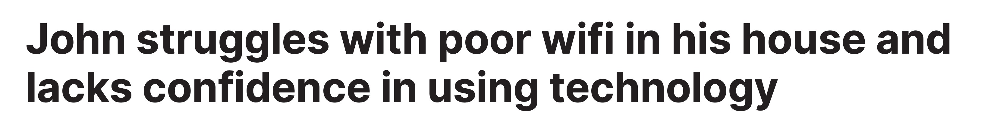 John struggles with poor wifi in his house and
lacks confidence in using technology